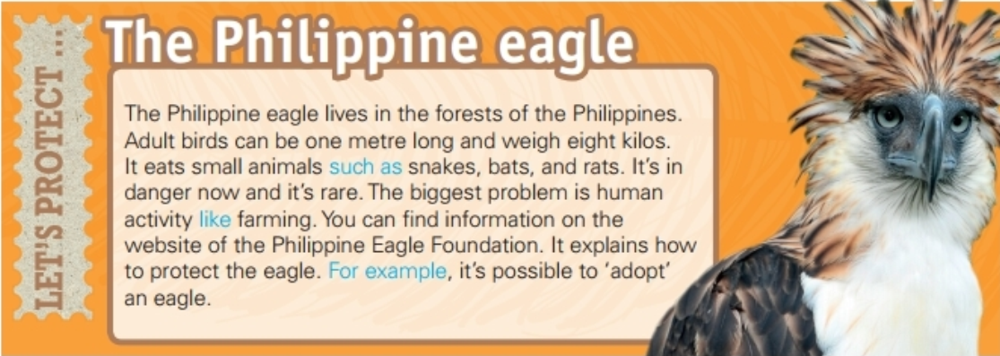 LET'S PROTECT ...
The Philippine eagle
The Philippine eagle lives in the forests of the Philippines.
Adult birds can be one metre long and weigh eight kilos.
It eats small animals such as snakes, bats, and rats. It's in
danger now and it's rare. The biggest problem is human
activity like farming. You can find information on the
website of the Philippine Eagle Foundation. It explains how
to protect the eagle. For example, it's possible to 'adopt'
an eagle.